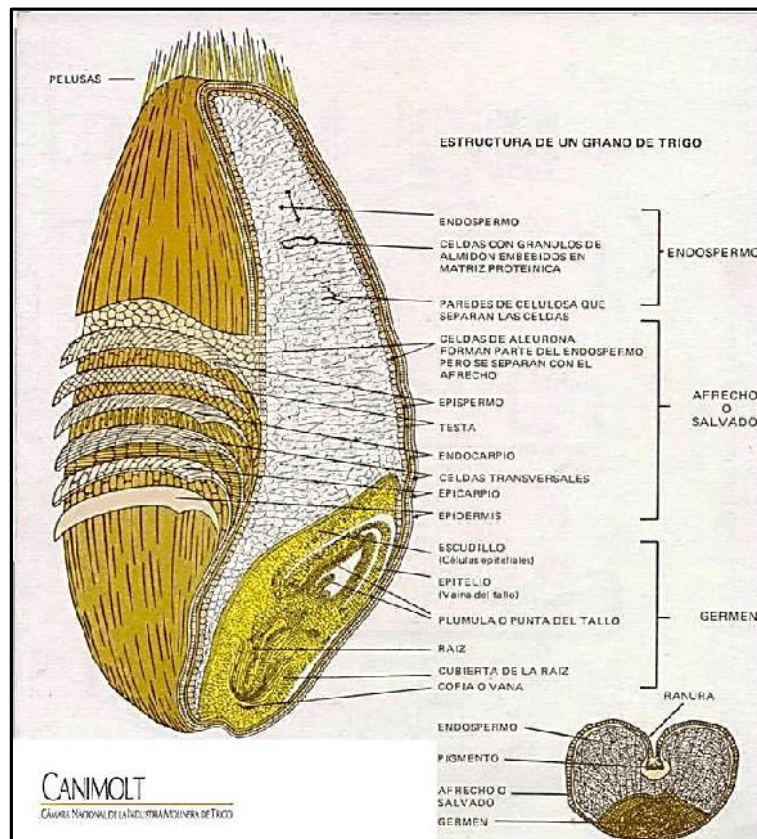 PELUSAS
ESTRUCTURA DE UN GRANO DE TRIGO
ENDOSPERMO
CELDAS CON GRANULOS DE
ALMIDON EMBEBIDOS EN
MATRIZ PROTEINICA
PAREDES DE CELULOSA QUE
SEPARAN LAS CELDAS
ENDOSPERMO
CELDAS DE ALEURONA
FORMAN PARTE DEL ENDOSPERMO
PERO SE SEPARAN CON EL
AFRECHO
EPISPERMO
TESTA
ENDOCARPIO
CELDAS TRANSVERSALES
EPICARPIO
EPIDERMIS
AFRECHO
O
SALVADO
ESCUDILLO
(Células epiteliales)
EPITELIO
(Vaina del tallo)
PLUMULA O PUNTA DEL TALLO
RAIZ
CUBIERTA DE LA RAIZ
COFIA O VANA
GERMEN
RANURA
ENDOSPERMO
PIGMENTO
AFRECHO O
SALVADO
GERMEN
CANIMOLT
CÁMARA NACIONAL DE LA INDUSTRIA MOLINERA DE TRIGO